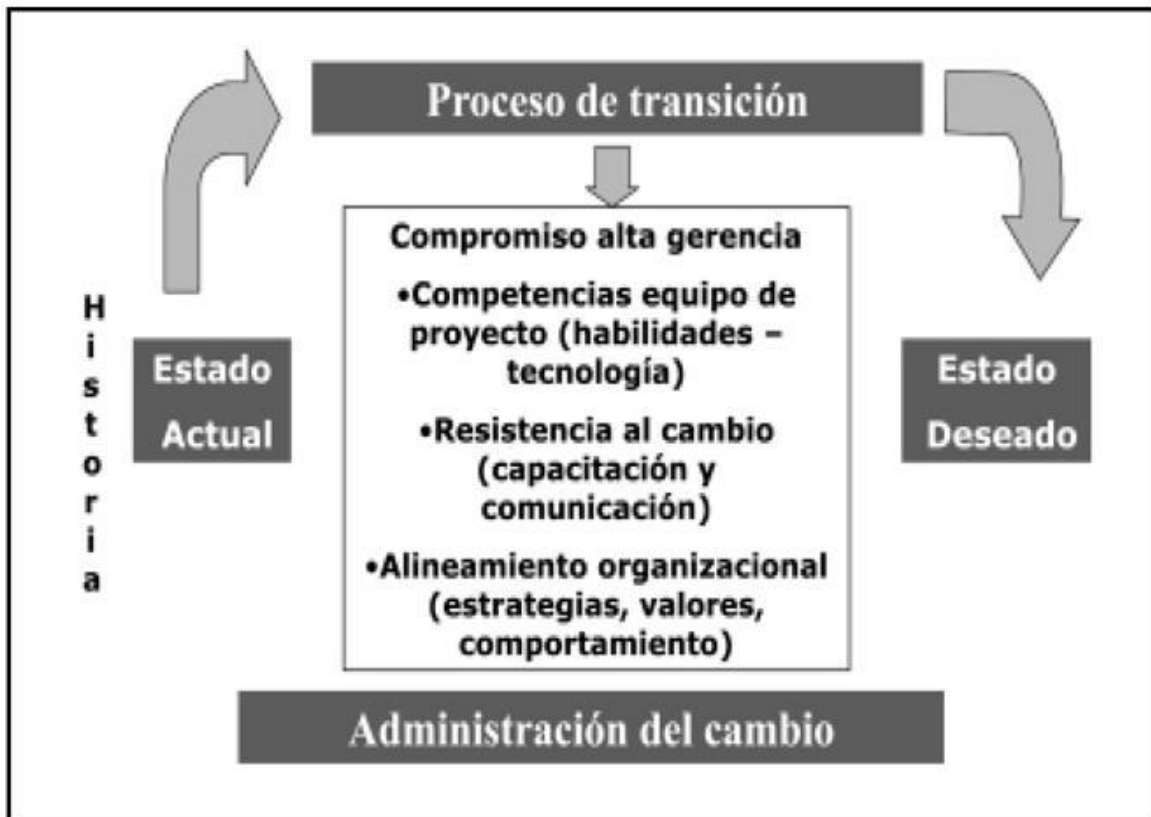 Proceso de transición
Compromiso alta gerencia
•Competencias equipo de
proyecto (habilidades –
tecnología)
•Resistencia al cambio
(capacitación y
comunicación)
•Alineamiento organizacional
(estrategias, valores,
comportamiento)
Historia
Estado
Actual
Estado
Deseado
Administración del cambio